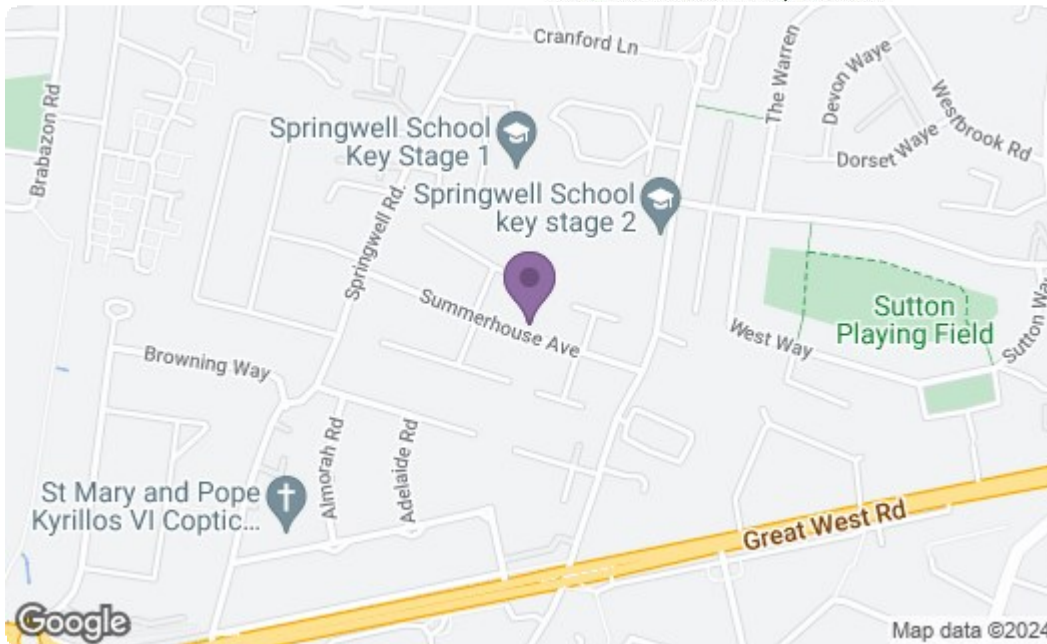 Cranford Ln
Brabazon Rd
The Warren
Devon Waye
Westbrook Rd
Dorset Waye
Springwell School
Key Stage 1
Springwell School
key stage 2
Springwell Rd.
Summerhouse Ave
Sutton
Playing Field
Sutton Way
West Way
Browning Way
Almorah Rd
Adelaide Rd
St Mary and Pope
Kyrillos VI Coptic...
Great West Rd
Google
Map data ©2024